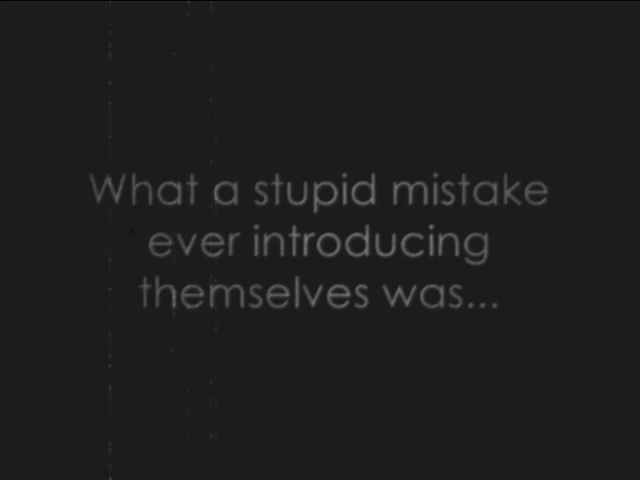 What a stupid mistake
ever introducing
themselves was...